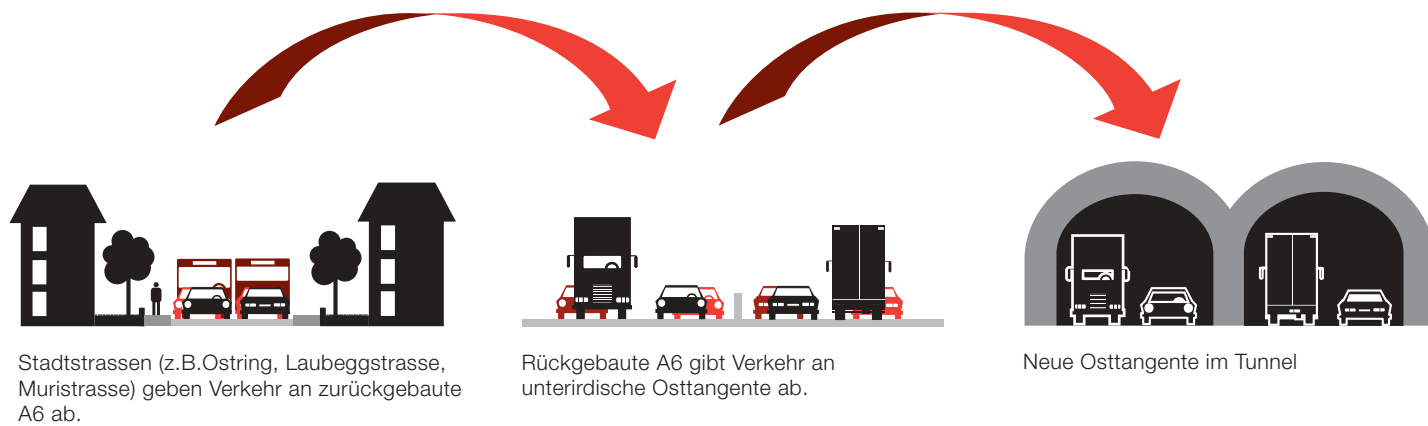 Stadtstrassen (z.B.Ostring, Laubeggstrasse,
Muristrasse) geben Verkehr an zurückgebaute
A6 ab.
Rückgebaute A6 gibt Verkehr an
unterirdische Osttangente ab.
Neue Osttangente im Tunnel